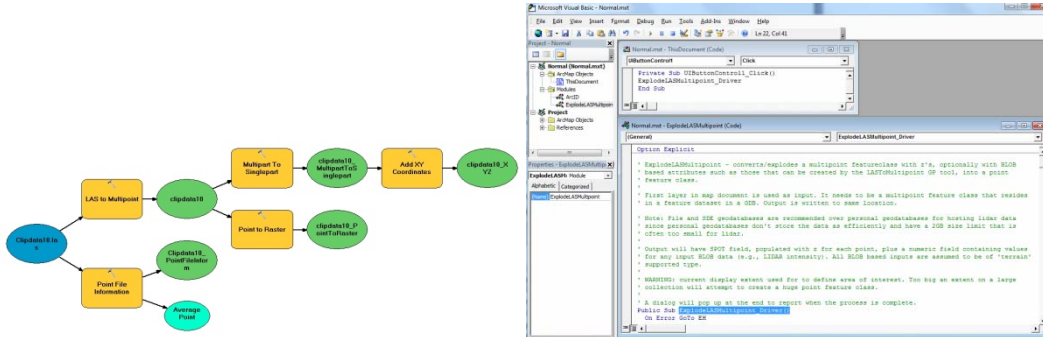 Multipart To
Singlepart
clipdata10_
MultipartToS
inglepart
Add XY
Coordinates
clipdata10_X
YZ
LAS to Multipoint
clipdata10
Point to Raster
clipdata10_P
ointToRaster
Clipdata10.la
s
Point File
Information
Clipdata10_
PointFileInfor
m
Average
Point
Microsoft Visual Basic - Normal.mxt
File Edit View Insert Format Debug Run Tools Add-Ins Window Help
Ln 22, Col 41
Project - Normal
Normal (Normal.mxt)
ArcMap Objects
ThisDocument
Modules
ArcID
ExplodeLASMultipoin
Project
ArcMap Objects
References
Properties - ExplodeLASMultip
ExplodeLASM Module
Alphabetic Categorized
(Name) ExplodeLASMultipoint
Normal.mxt - ThisDocument (Code)
UIButtonControl1 Click
Private Sub UIButtonControl1_Click()
ExplodeLASMultipoint_Driver
End Sub
Normal.mxt - ExplodeLASMultipoint (Code)
(General) ExplodeLASMultipoint_Driver
Option Explicit
' ExplodeLASMultipoint - converts/explodes a multipoint featureclass with z's, optionally with BLOB
' based attributes such as those that can be created by the LASToMultipoint GP tool, into a point
' feature class.
'
' First layer in map document is used as input. It needs to be a multipoint feature class that resides
' in a feature dataset in a GDB. Output is written to same location.
'
' Note: File and SDE geodatabases are recommended over personal geodatabases for hosting lidar data
' since personal geodatabases don't store the data as efficiently and have a 2GB size limit that is
' often too small for lidar.
'
' Output will have SPOT field, populated with z for each point, plus a numeric field containing values
' for any input BLOB data (e.g., LIDAR intensity). All BLOB based inputs are assumed to be of 'terrain'
' supported type.
'
' WARNING: current display extent used for to define area of interest. Too big an extent on a large
' collection will attempt to create a huge point feature class.
'
' A dialog will pop up at the end to report when the process is complete.
Public Sub ExplodeLASMultipoint_Driver()
On Error GoTo EH